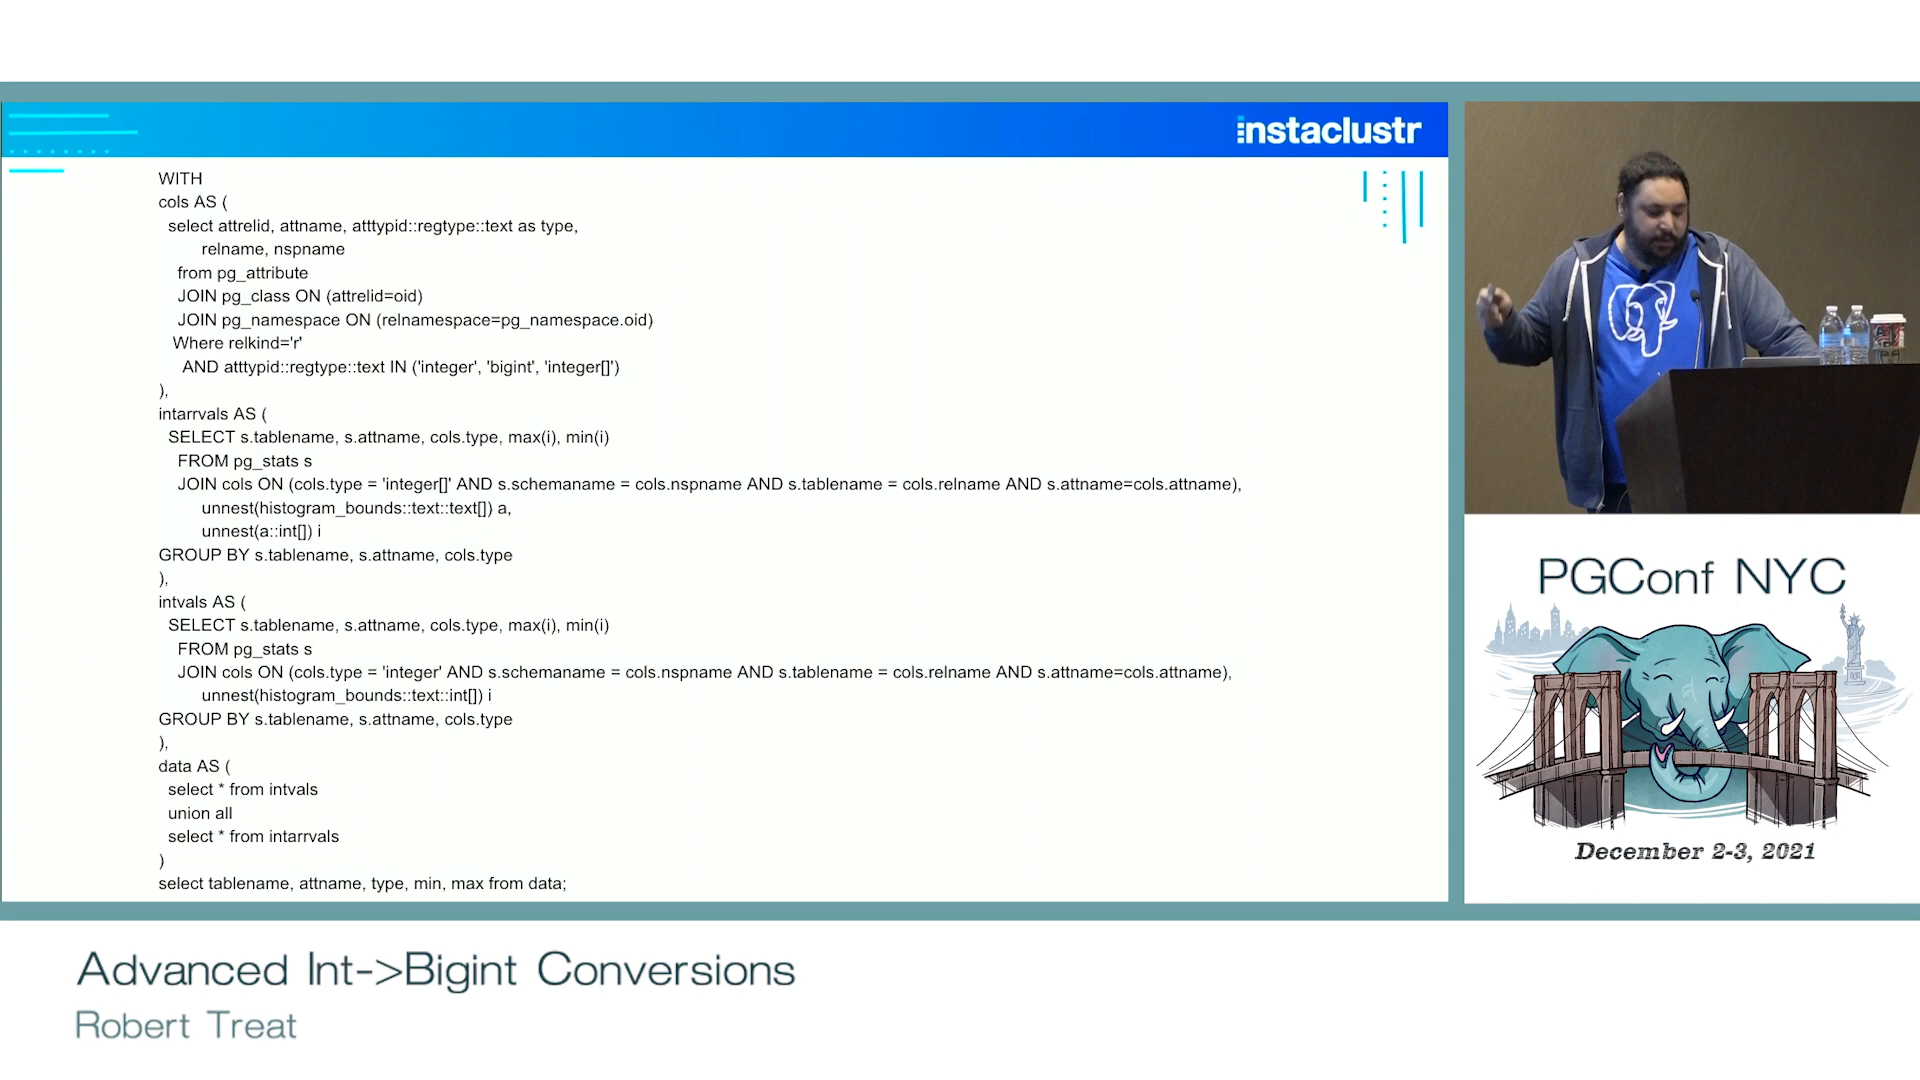 instaclustr
WITH
cols AS (
select attrelid, attname, atttypid::regtype::text as type,
relname, nspname
from pg_attribute
JOIN pg_class ON (attrelid=oid)
JOIN pg_namespace ON (relnamespace=pg_namespace.oid)
Where relkind='r'
AND atttypid::regtype::text IN ('integer', 'bigint', 'integer[]')
),
intarrvals AS (
SELECT s.tablename, s.attname, cols.type, max(i), min(i)
FROM pg_stats s
JOIN cols ON (cols.type = 'integer[]' AND s.schemaname = cols.nspname AND s.tablename = cols.relname AND s.attname=cols.attname),
unnest(histogram_bounds::text::text[]) a,
unnest(a::int[]) i
GROUP BY s.tablename, s.attname, cols.type
),
intvals AS (
SELECT s.tablename, s.attname, cols.type, max(i), min(i)
FROM pg_stats s
JOIN cols ON (cols.type = 'integer' AND s.schemaname = cols.nspname AND s.tablename = cols.relname AND s.attname=cols.attname),
unnest(histogram_bounds::text::int[]) i
GROUP BY s.tablename, s.attname, cols.type
),
data AS (
select * from intvals
union all
select * from intarrvals
)
select tablename, attname, type, min, max from data;
PGConf NYC
December 2-3, 2021
Advanced Int->Bigint Conversions
Robert Treat